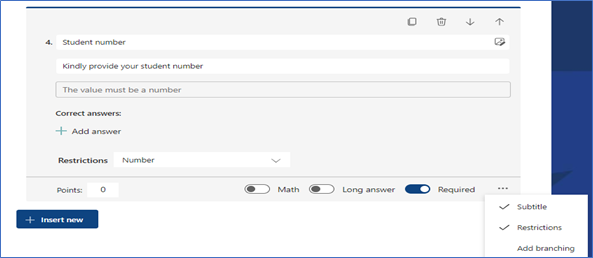 4. Student number
Kindly provide your student number
The value must be a number
Correct answers:
Add answer
Restrictions Number
Points: 0 Math Long answer Required
Insert new
Subtitle
Restrictions
Add branching